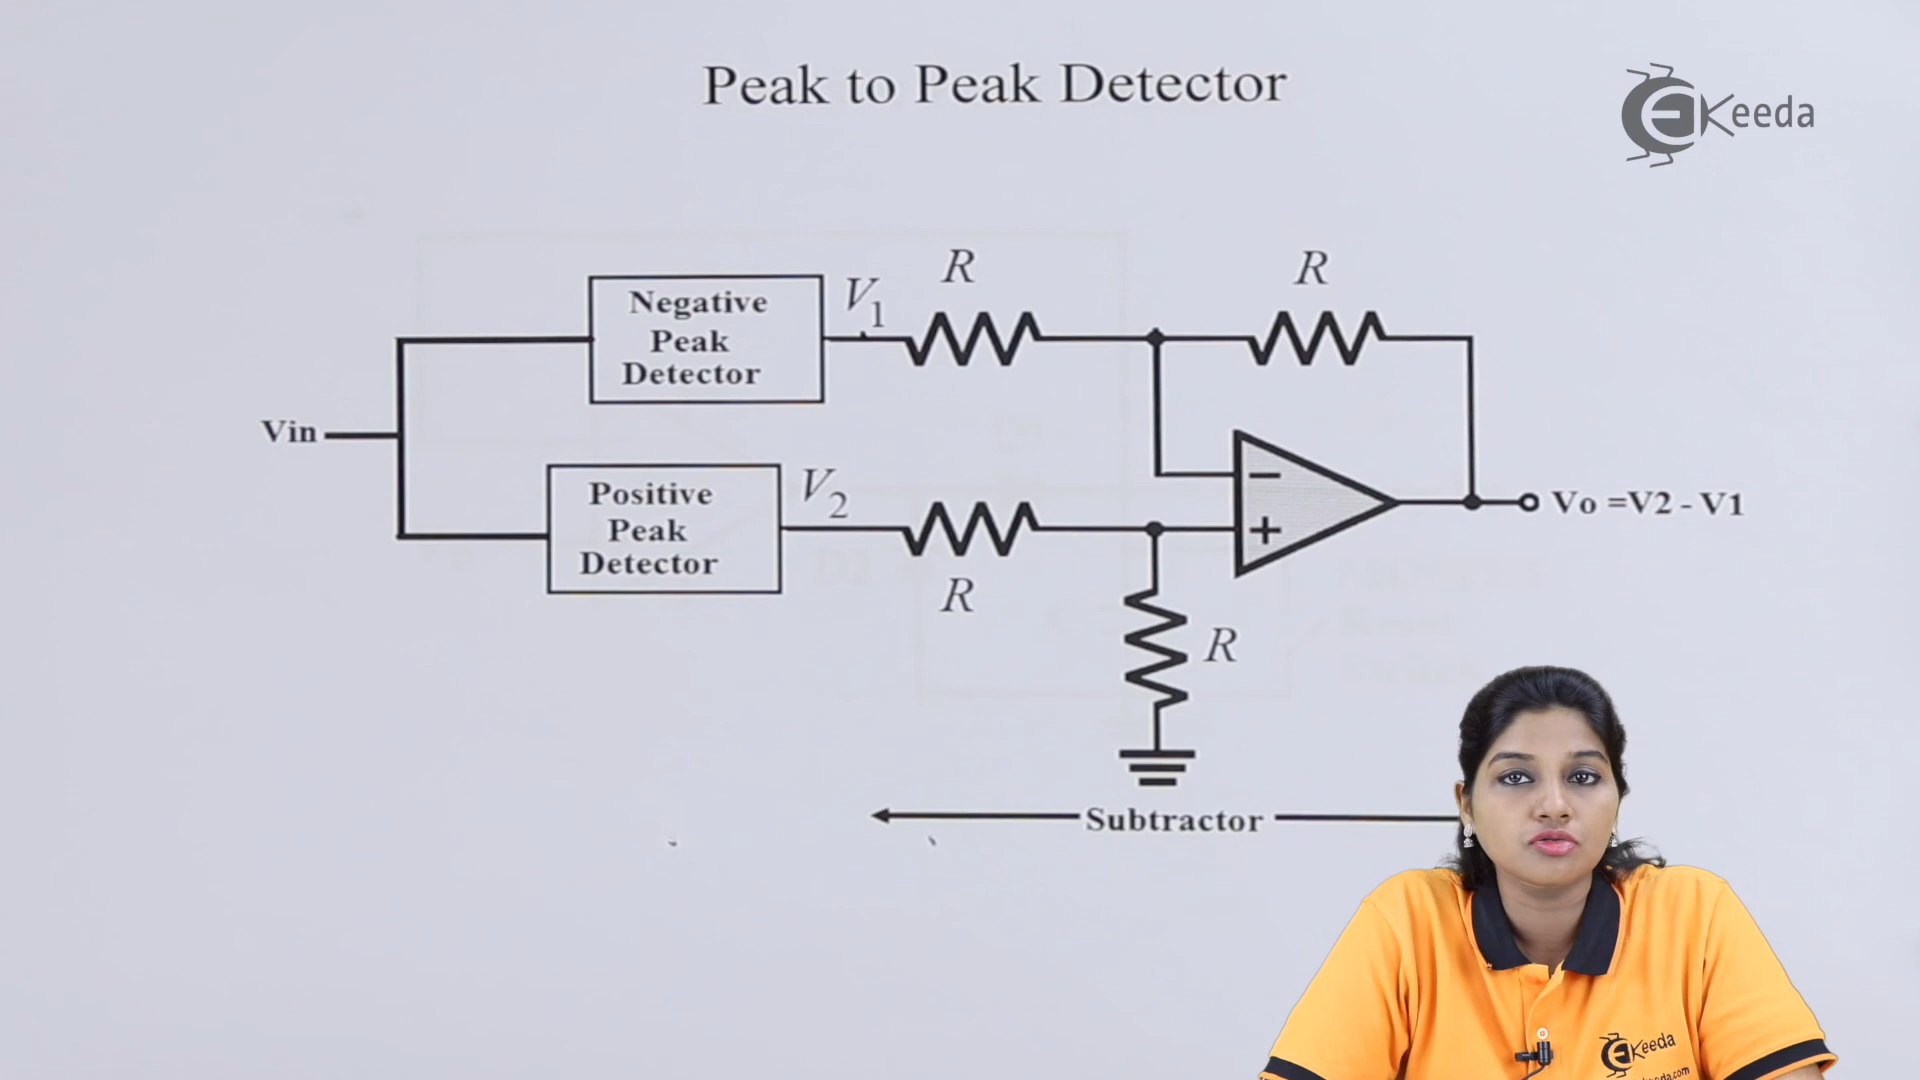 Peak to Peak Detector
EKeeda
R
R
Negative
Peak
Detector
V1
Vin
Positive
Peak
Detector
V2
R
R
−
+
Vo =V2 - V1
Subtractor
EKeeda